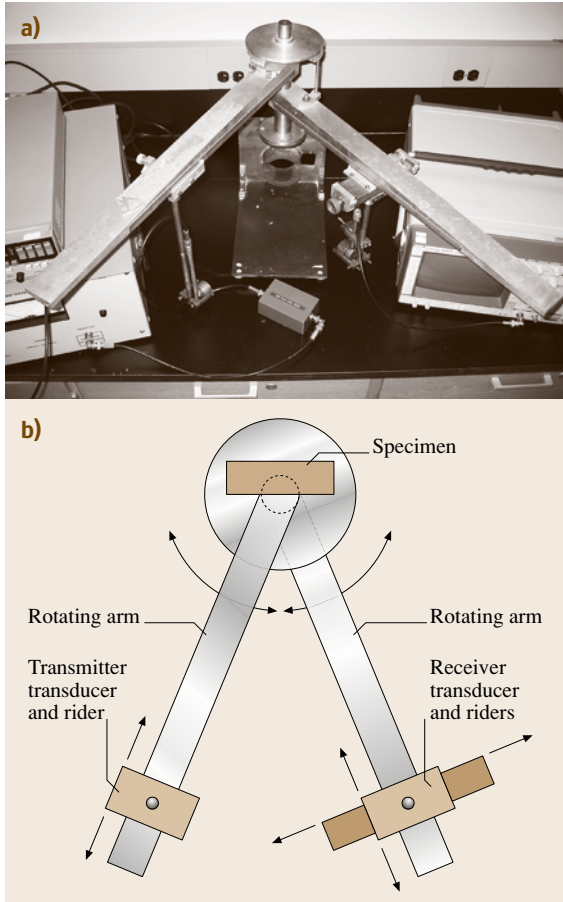 a)
b)
Specimen
Rotating arm
Rotating arm
Transmitter
transducer
and rider
Receiver
transducer
and riders